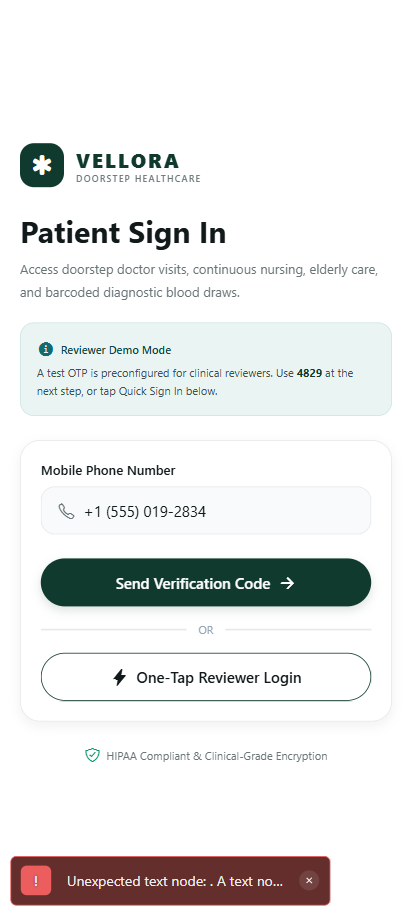 VELLORA
DOORSTEP HEALTHCARE
Patient Sign In
Access doorstep doctor visits, continuous nursing, elderly care,
and barcoded diagnostic blood draws.
Reviewer Demo Mode
A test OTP is preconfigured for clinical reviewers. Use 4829 at the
next step, or tap Quick Sign In below.
Mobile Phone Number
+1 (555) 019-2834
Send Verification Code →
OR
One-Tap Reviewer Login
HIPAA Compliant & Clinical-Grade Encryption
! Unexpected text node: . A text no... ×